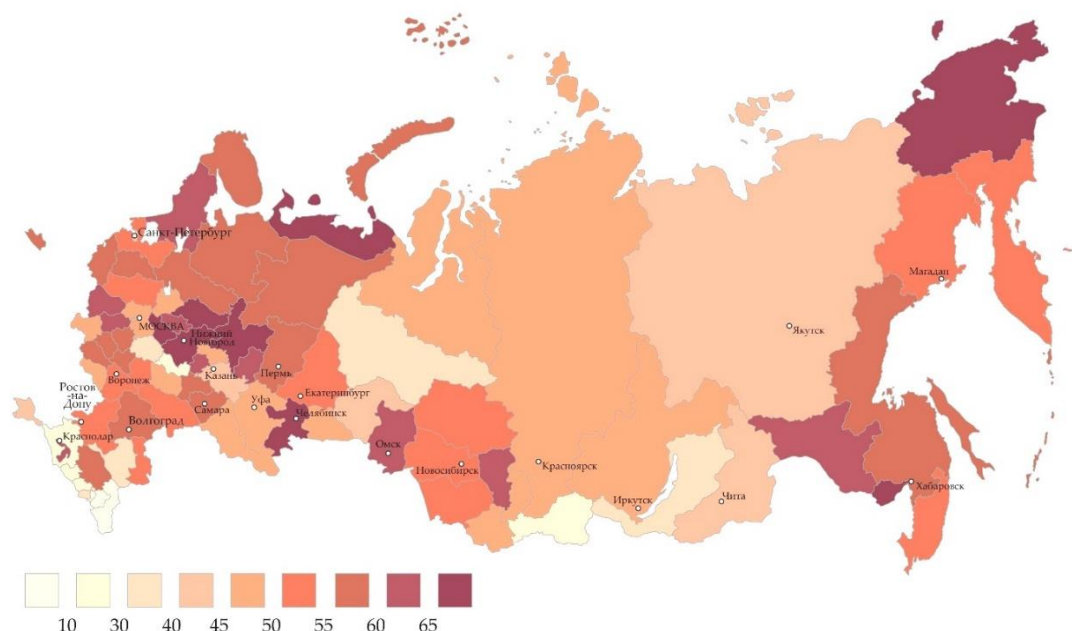 Санкт-Петербург
Магадан
МОСКВА
Нижний
Новгород
Якутск
Казань
Пермь
Воронеж
Екатеринбург
Ростов
-на-
Дону
Самара
Уфа
Челябинск
Волгоград
Краснодар
Омск
Новосибирск
Красноярск
Иркутск
Чита
Хабаровск
10 30 40 45 50 55 60 65